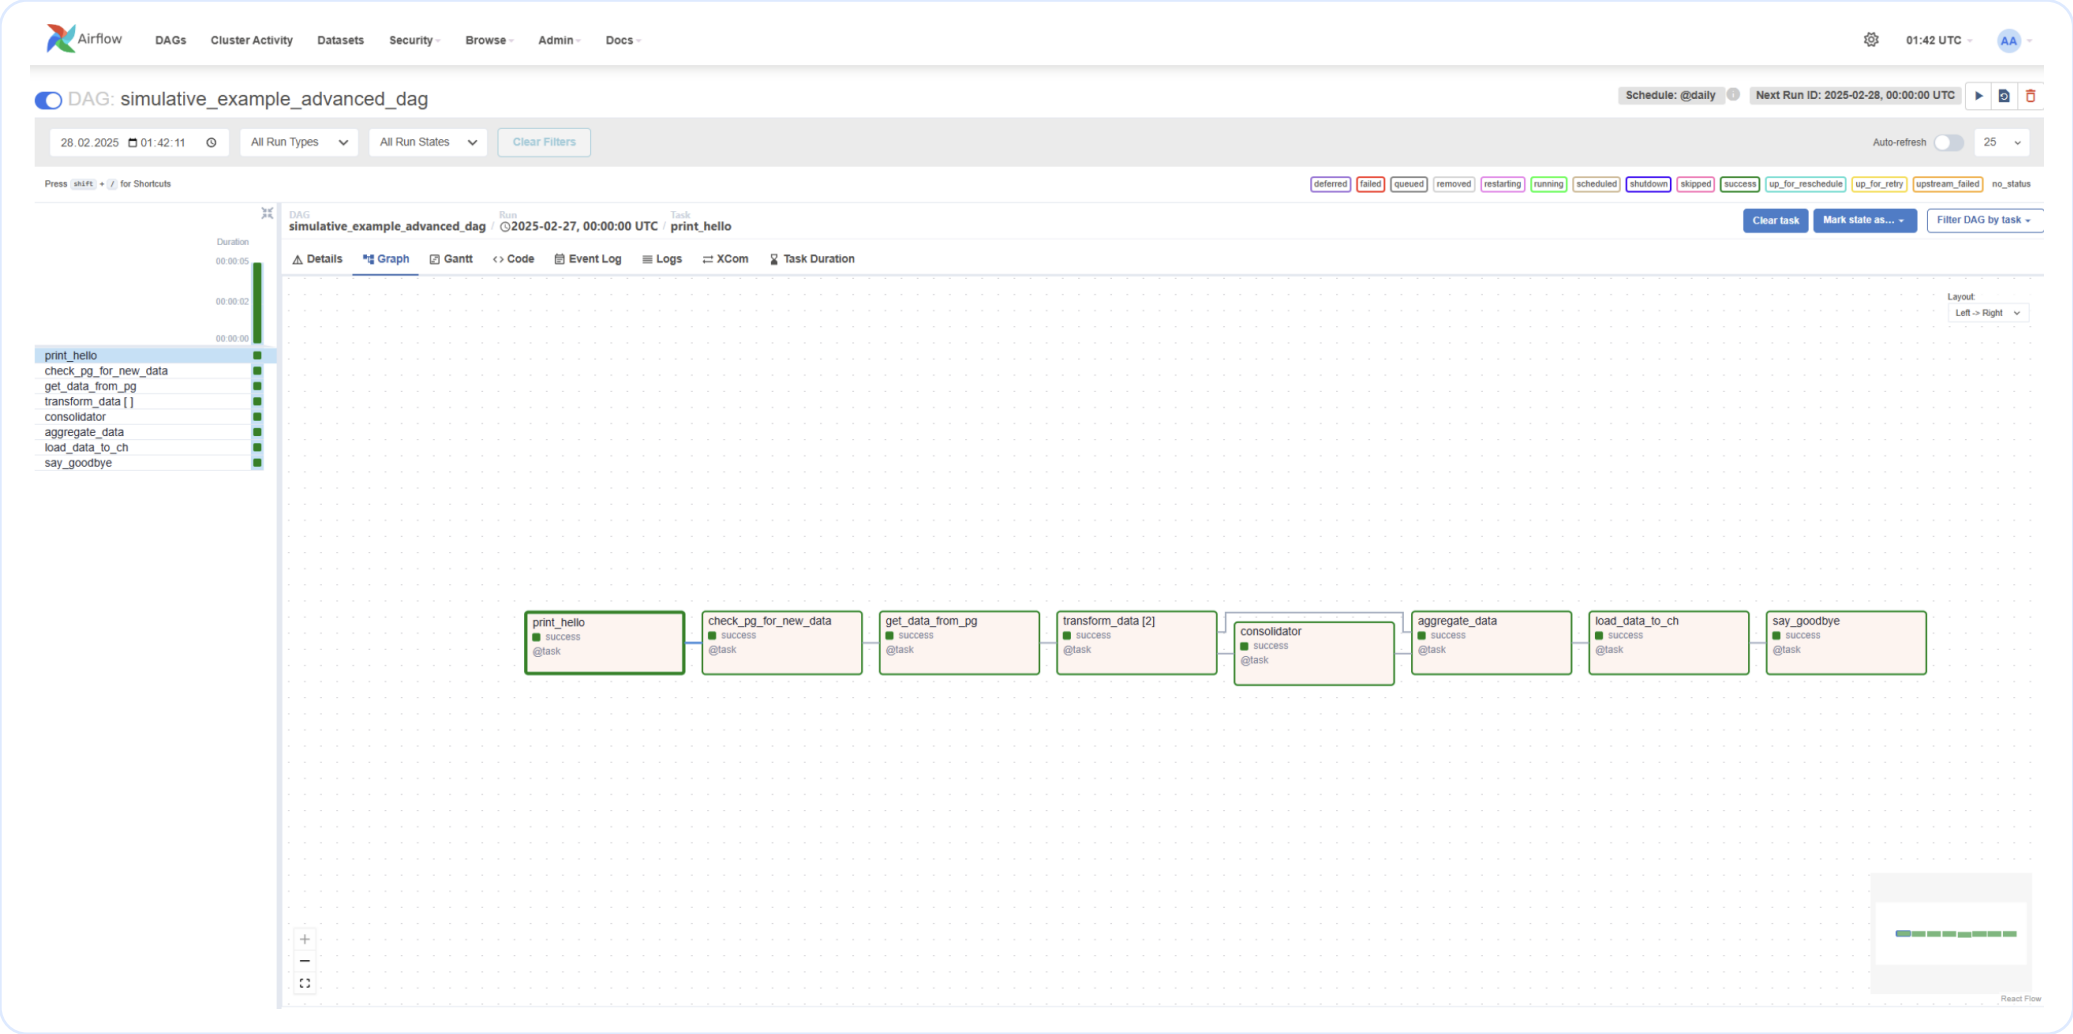 Airflow DAGs Cluster Activity Datasets Security Browse Admin Docs 01:42 UTC AA
DAG: simulative_example_advanced_dag Schedule: @daily Next Run ID: 2025-02-28, 00:00:00 UTC
28.02.2025 01:42:11 All Run Types All Run States Clear Filters Auto-refresh 25
Press shift + / for Shortcuts deferred failed queued removed restarting running scheduled shutdown skipped success up_for_reschedule up_for_retry upstream_failed no_status
DAG Run Task
simulative_example_advanced_dag / 2025-02-27, 00:00:00 UTC / print_hello Clear task Mark state as... Filter DAG by task
Details Graph Gantt <> Code Event Log Logs XCom Task Duration
Duration
00:00:05
00:00:02
00:00:00
print_hello
check_pg_for_new_data
get_data_from_pg
transform_data [ ]
consolidator
aggregate_data
load_data_to_ch
say_goodbye
Layout:
Left -> Right
print_hello
success
@task
check_pg_for_new_data
success
@task
get_data_from_pg
success
@task
transform_data [2]
success
@task
consolidator
success
@task
aggregate_data
success
@task
load_data_to_ch
success
@task
say_goodbye
success
@task
React Flow